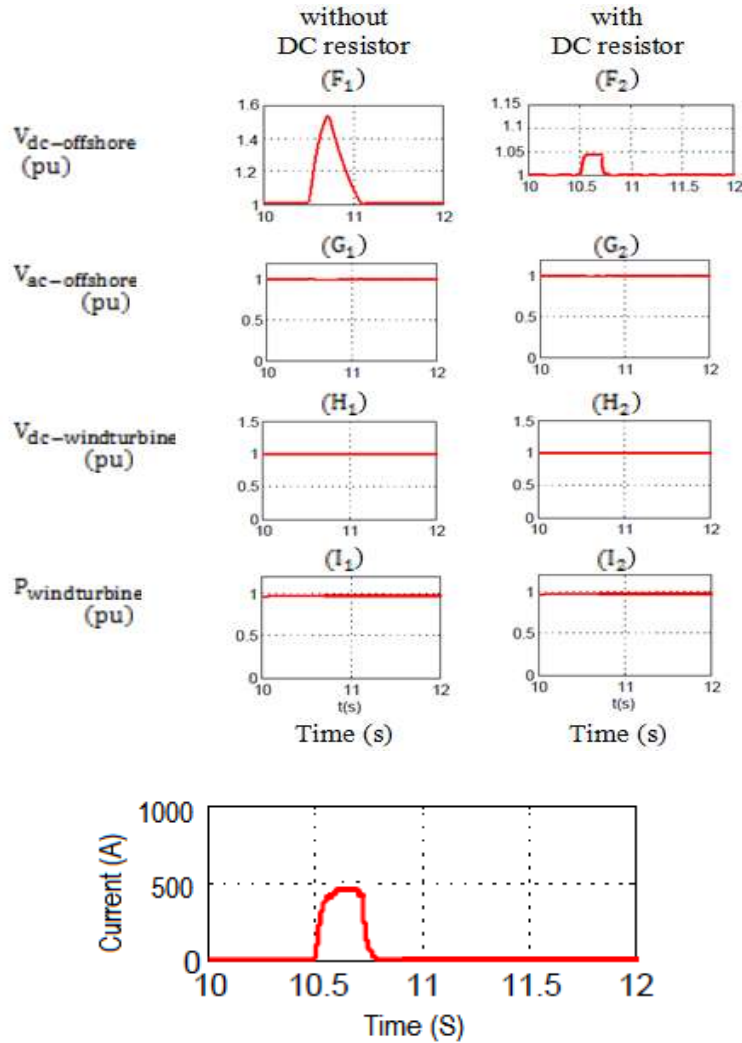 without
DC resistor
with
DC resistor
(F1)
(F2)
Vdc−offshore
(pu)
1.6
1.4
1.2
1
10
11
12
1.15
1.1
1.05
1
10
10.5
11
11.5
12
(G1)
(G2)
Vac−offshore
(pu)
1
0.5
0
10
11
12
1
0.5
0
10
11
12
(H1)
(H2)
Vdc−windturbine
(pu)
1.5
1
0.5
0
10
11
12
1.5
1
0.5
0
10
11
12
(I1)
(I2)
Pwindturbine
(pu)
1
0.5
0
10
11
12
t(s)
1
0.5
0
10
11
12
t(s)
Time (s)
Time (s)
Current (A)
1000
500
0
10
10.5
11
11.5
12
Time (S)